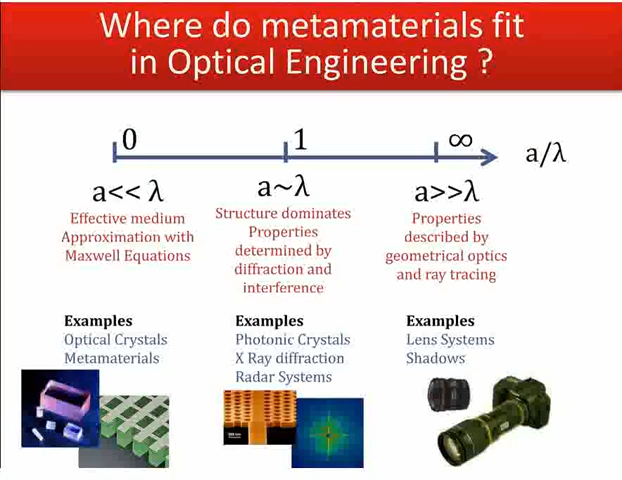 Where do metamaterials fit
in Optical Engineering ?
0
1
∞
a/λ
a<< λ
a~λ
a>>λ
Effective medium
Approximation with
Maxwell Equations
Structure dominates
Properties
determined by
diffraction and
interference
Properties
described by
geometrical optics
and ray tracing
Examples
Optical Crystals
Metamaterials
Examples
Photonic Crystals
X Ray diffraction
Radar Systems
Examples
Lens Systems
Shadows